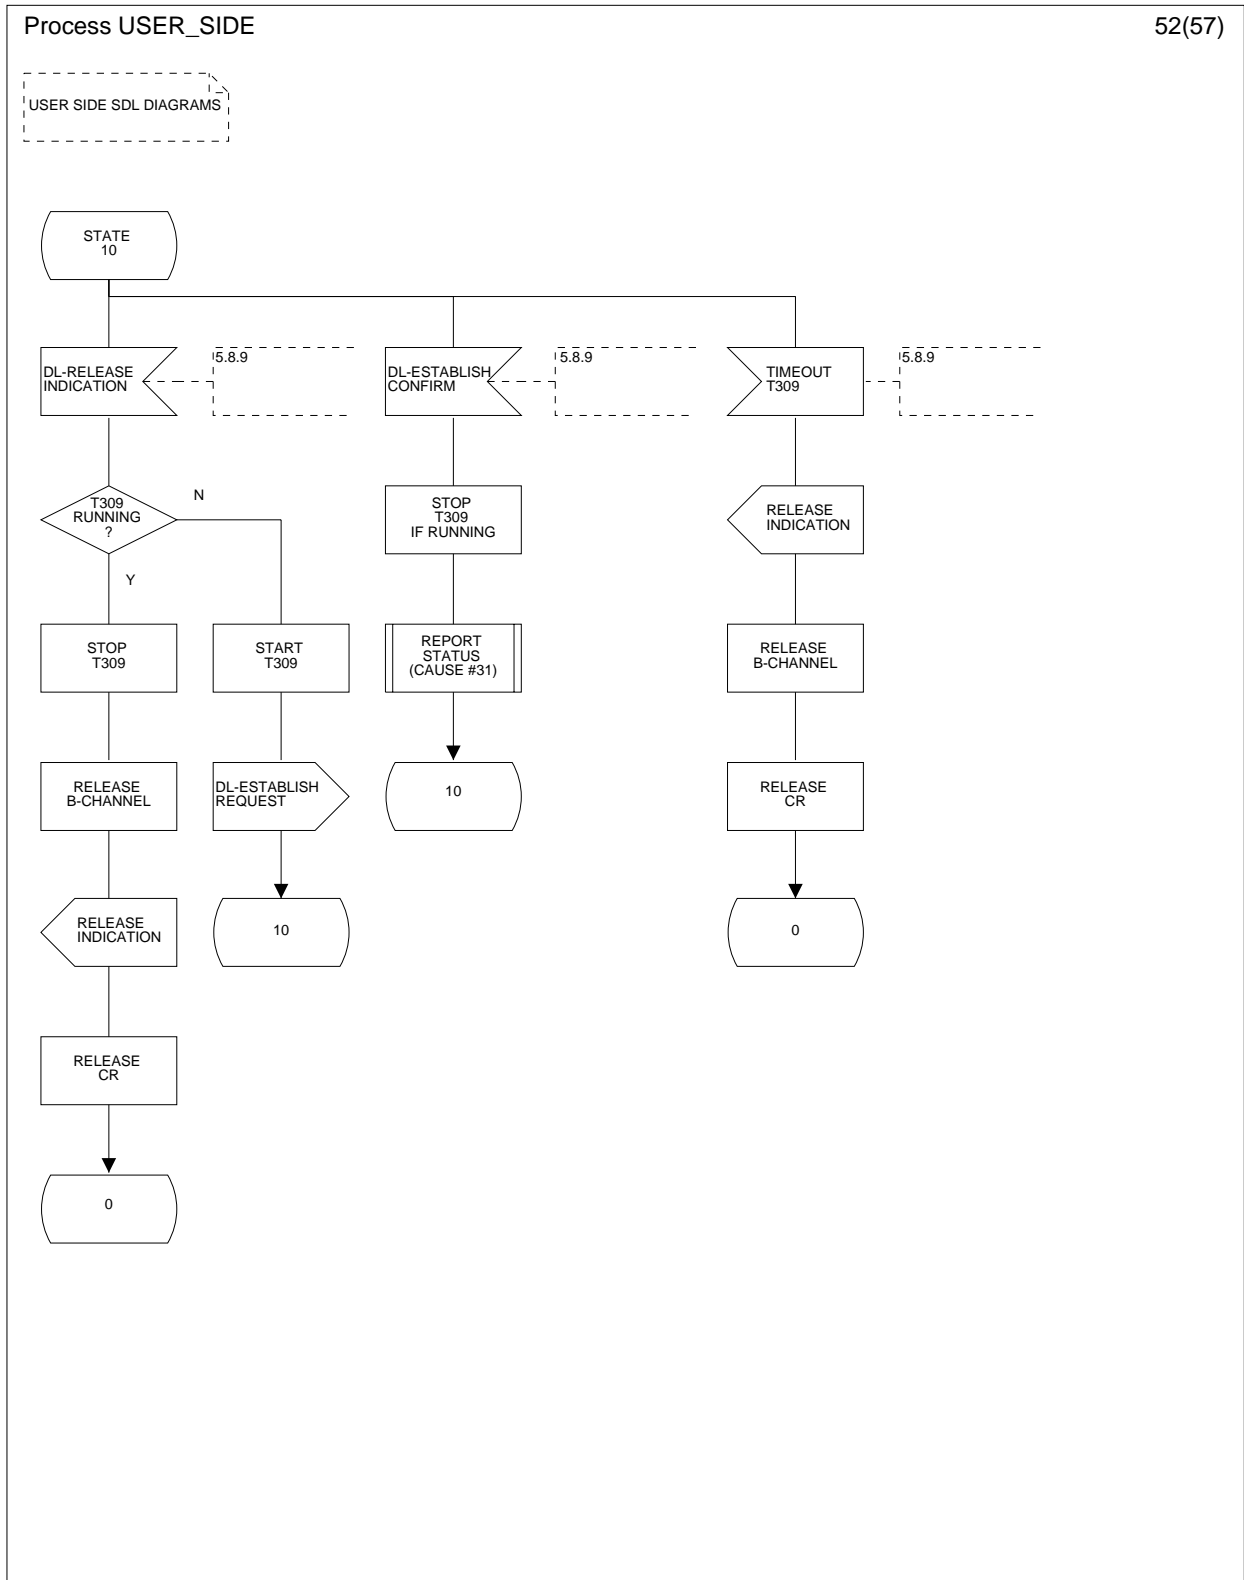 Process USER_SIDE
52(57)
USER SIDE SDL DIAGRAMS
STATE
10
DL-RELEASE
INDICATION
5.8.9
DL-ESTABLISH
CONFIRM
5.8.9
TIMEOUT
T309
5.8.9
T309
RUNNING
?
N
Y
STOP
T309
IF RUNNING
RELEASE
INDICATION
STOP
T309
START
T309
REPORT
STATUS
(CAUSE #31)
RELEASE
B-CHANNEL
RELEASE
B-CHANNEL
DL-ESTABLISH
REQUEST
10
RELEASE
CR
RELEASE
INDICATION
10
0
RELEASE
CR
0